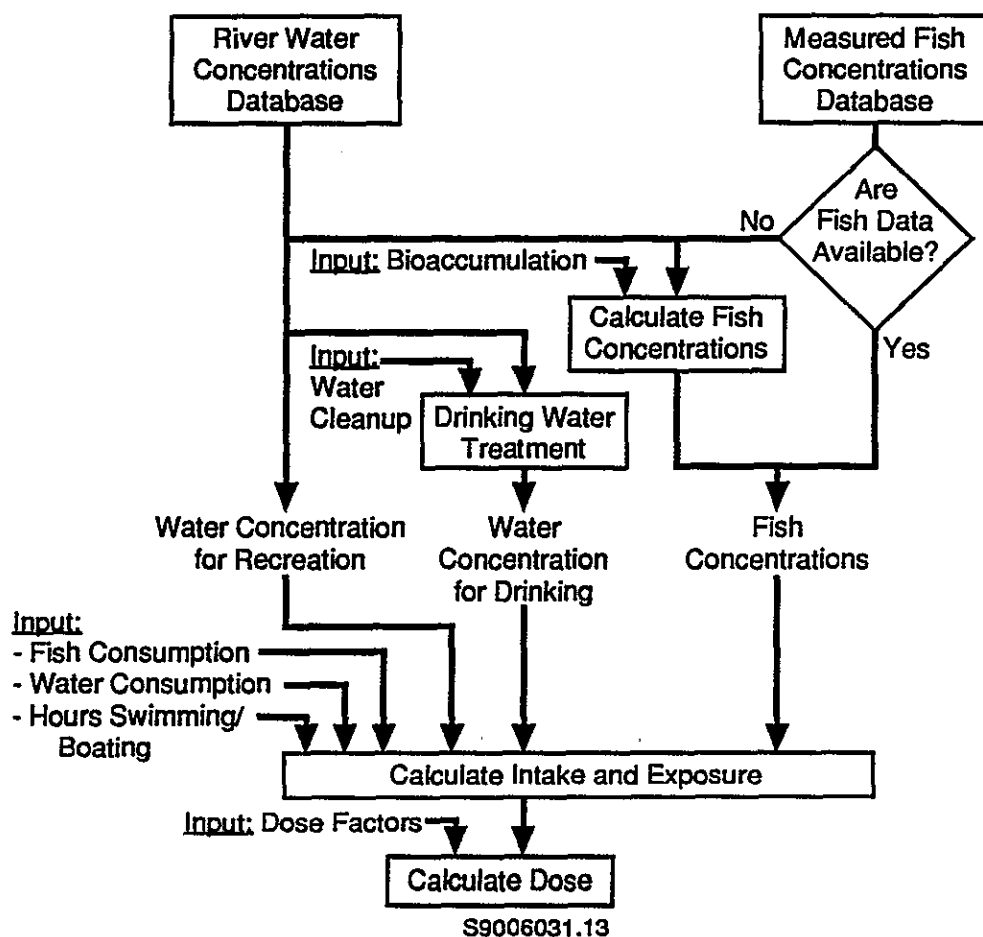 River Water
Concentrations
Database
Measured Fish
Concentrations
Database
Are
Fish Data
Available?
No
Yes
Input: Bioaccumulation
Calculate Fish
Concentrations
Input:
Water
Cleanup
Drinking Water
Treatment
Water Concentration
for Recreation
Water
Concentration
for Drinking
Fish
Concentrations
Input:
- Fish Consumption
- Water Consumption
- Hours Swimming/
Boating
Calculate Intake and Exposure
Input: Dose Factors
Calculate Dose
S9006031.13